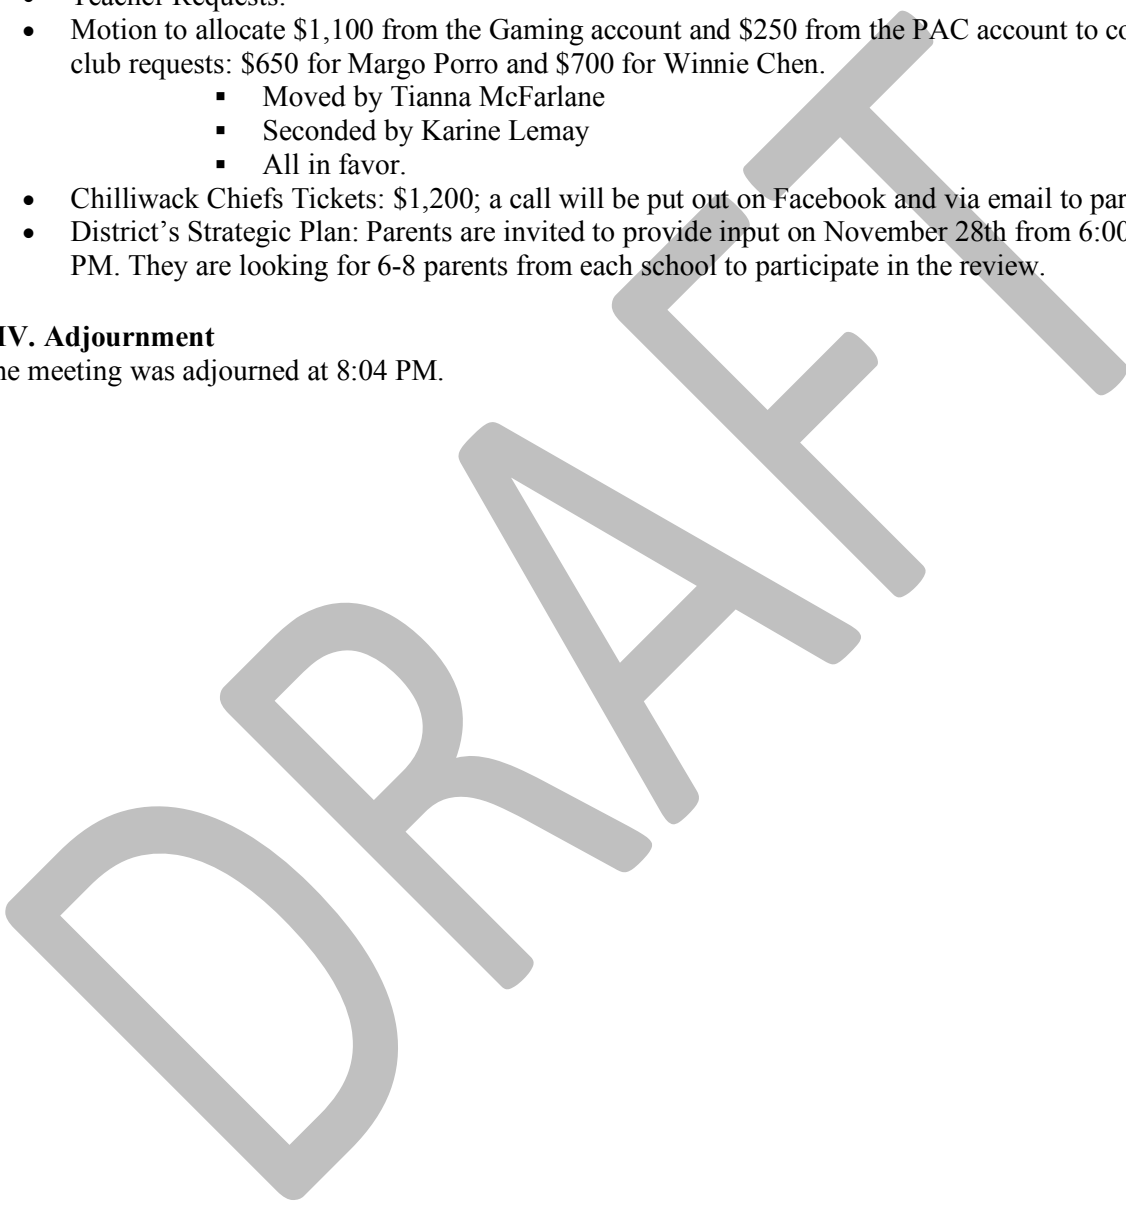 Teacher Requests:
Motion to allocate $1,100 from the Gaming account and $250 from the PAC account to
club requests: $650 for Margo Porro and $700 for Winnie Chen.
Moved by Tianna McFarlane
Seconded by Karine Lemay
All in favor.
Chilliwack Chiefs Tickets: $1,200; a call will be put out on Facebook and via email to
District’s Strategic Plan: Parents are invited to provide input on November 28th from 6:00
PM. They are looking for 6-8 parents from each school to participate in the review.
IV. Adjournment
meeting was adjourned at 8:04 PM.
DRAFT